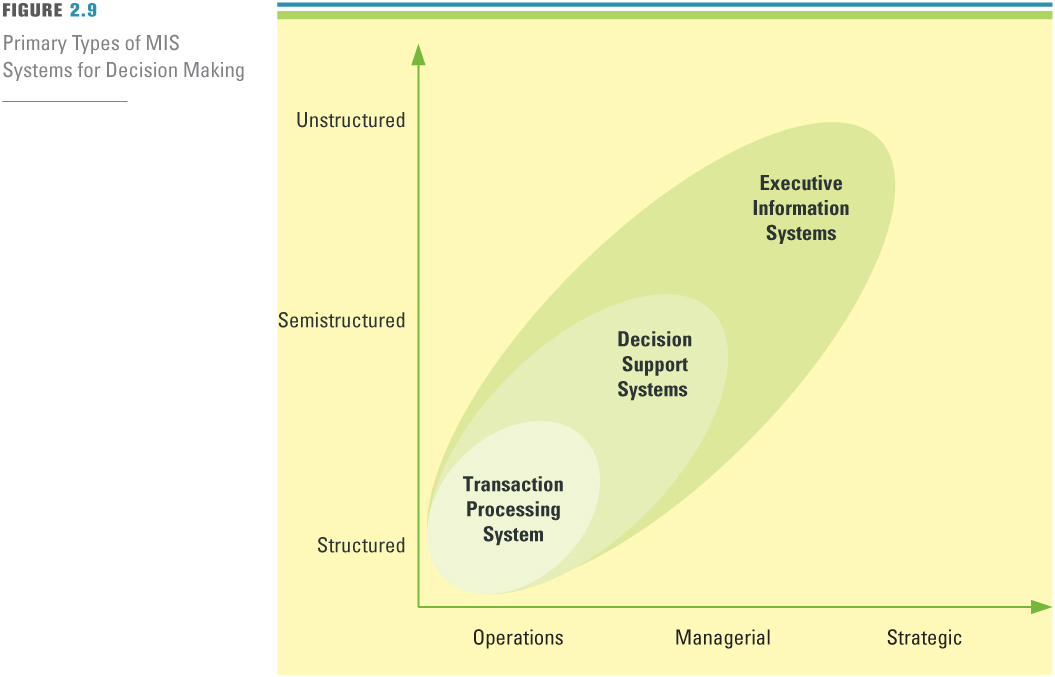 FIGURE 2.9
Primary Types of MIS
Systems for Decision Making
Unstructured
Executive
Information
Systems
Semistructured
Decision
Support
Systems
Transaction
Processing
System
Structured
Operations
Managerial
Strategic